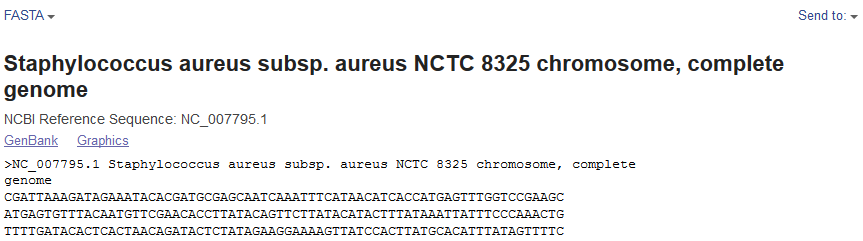 FASTA Send to:
Staphylococcus aureus subsp. aureus NCTC 8325 chromosome, complete
genome
NCBI Reference Sequence: NC_007795.1
GenBank Graphics
>NC_007795.1 Staphylococcus aureus subsp. aureus NCTC 8325 chromosome, complete
genome
CGATTAAAGATAGAAATACACGATGCGAGCAATCAAATTTCATAACATCACCATGAGTTTGGTCCGAAGC
ATGAGTGTTTACAATGTTCGAACACCTTATACAGTTCTTATACATACTTTATAAATTATTTCCCAAACTG
TTTTGATACACTCACTAACAGATACTCTATAGAAGGAAAAGTTATCCACTTATGCACATTTATAGTTTTC